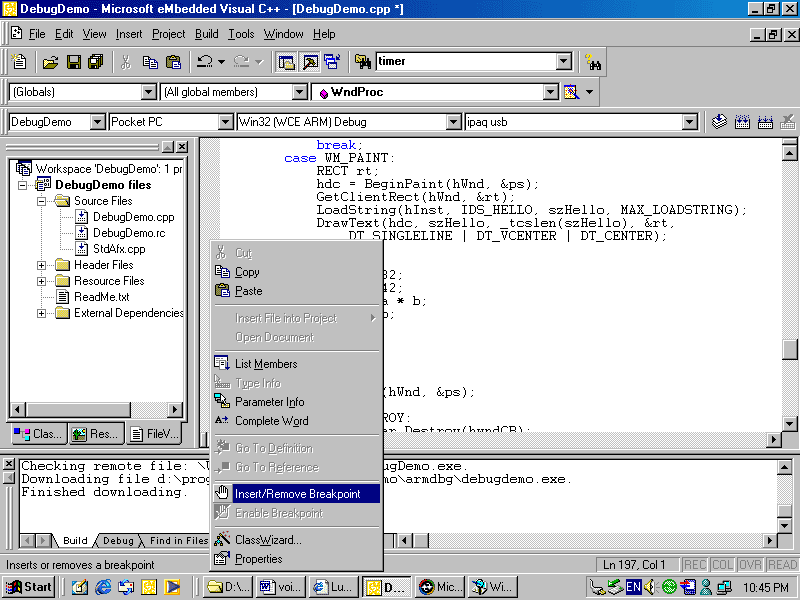 DebugDemo - Microsoft eMbedded Visual C++ - [DebugDemo.cpp *]
File Edit View Insert Project Build Tools Window Help
timer
(Globals) (All global members) WndProc
DebugDemo Pocket PC Win32 (WCE ARM) Debug ipaq usb
Workspace 'DebugDemo': 1 pr
DebugDemo files
Source Files
DebugDemo.cpp
DebugDemo.rc
StdAfx.cpp
Header Files
Resource Files
ReadMe.txt
External Dependencies
Clas... Res... FileV...
break;
case WM_PAINT:
RECT rt;
hdc = BeginPaint(hWnd, &ps);
GetClientRect(hWnd, &rt);
LoadString(hInst, IDS_HELLO, szHello, MAX_LOADSTRING);
DrawText(hdc, szHello, _tcslen(szHello), &rt,
DT_SINGLELINE | DT_VCENTER | DT_CENTER);
32;
42;
a * b;
b;
(hWnd, &ps);
ROY:
ar_Destroy(hwndCB);
Cut
Copy
Paste
Insert File into Project
Open Document
List Members
Type Info
Parameter Info
Complete Word
Go To Definition
Go To Reference
Insert/Remove Breakpoint
Enable Breakpoint
ClassWizard...
Properties
Checking remote file: \W
ugDemo.exe.
Downloading file d:\prog
mo\armdbg\debugdemo.exe.
Finished downloading.
Build Debug Find in Files
Inserts or removes a breakpoint
Ln 197, Col 1 REC COL OVR READ
Start D:\... voi... Lu... D... Mic... Wi... EN 10:45 PM